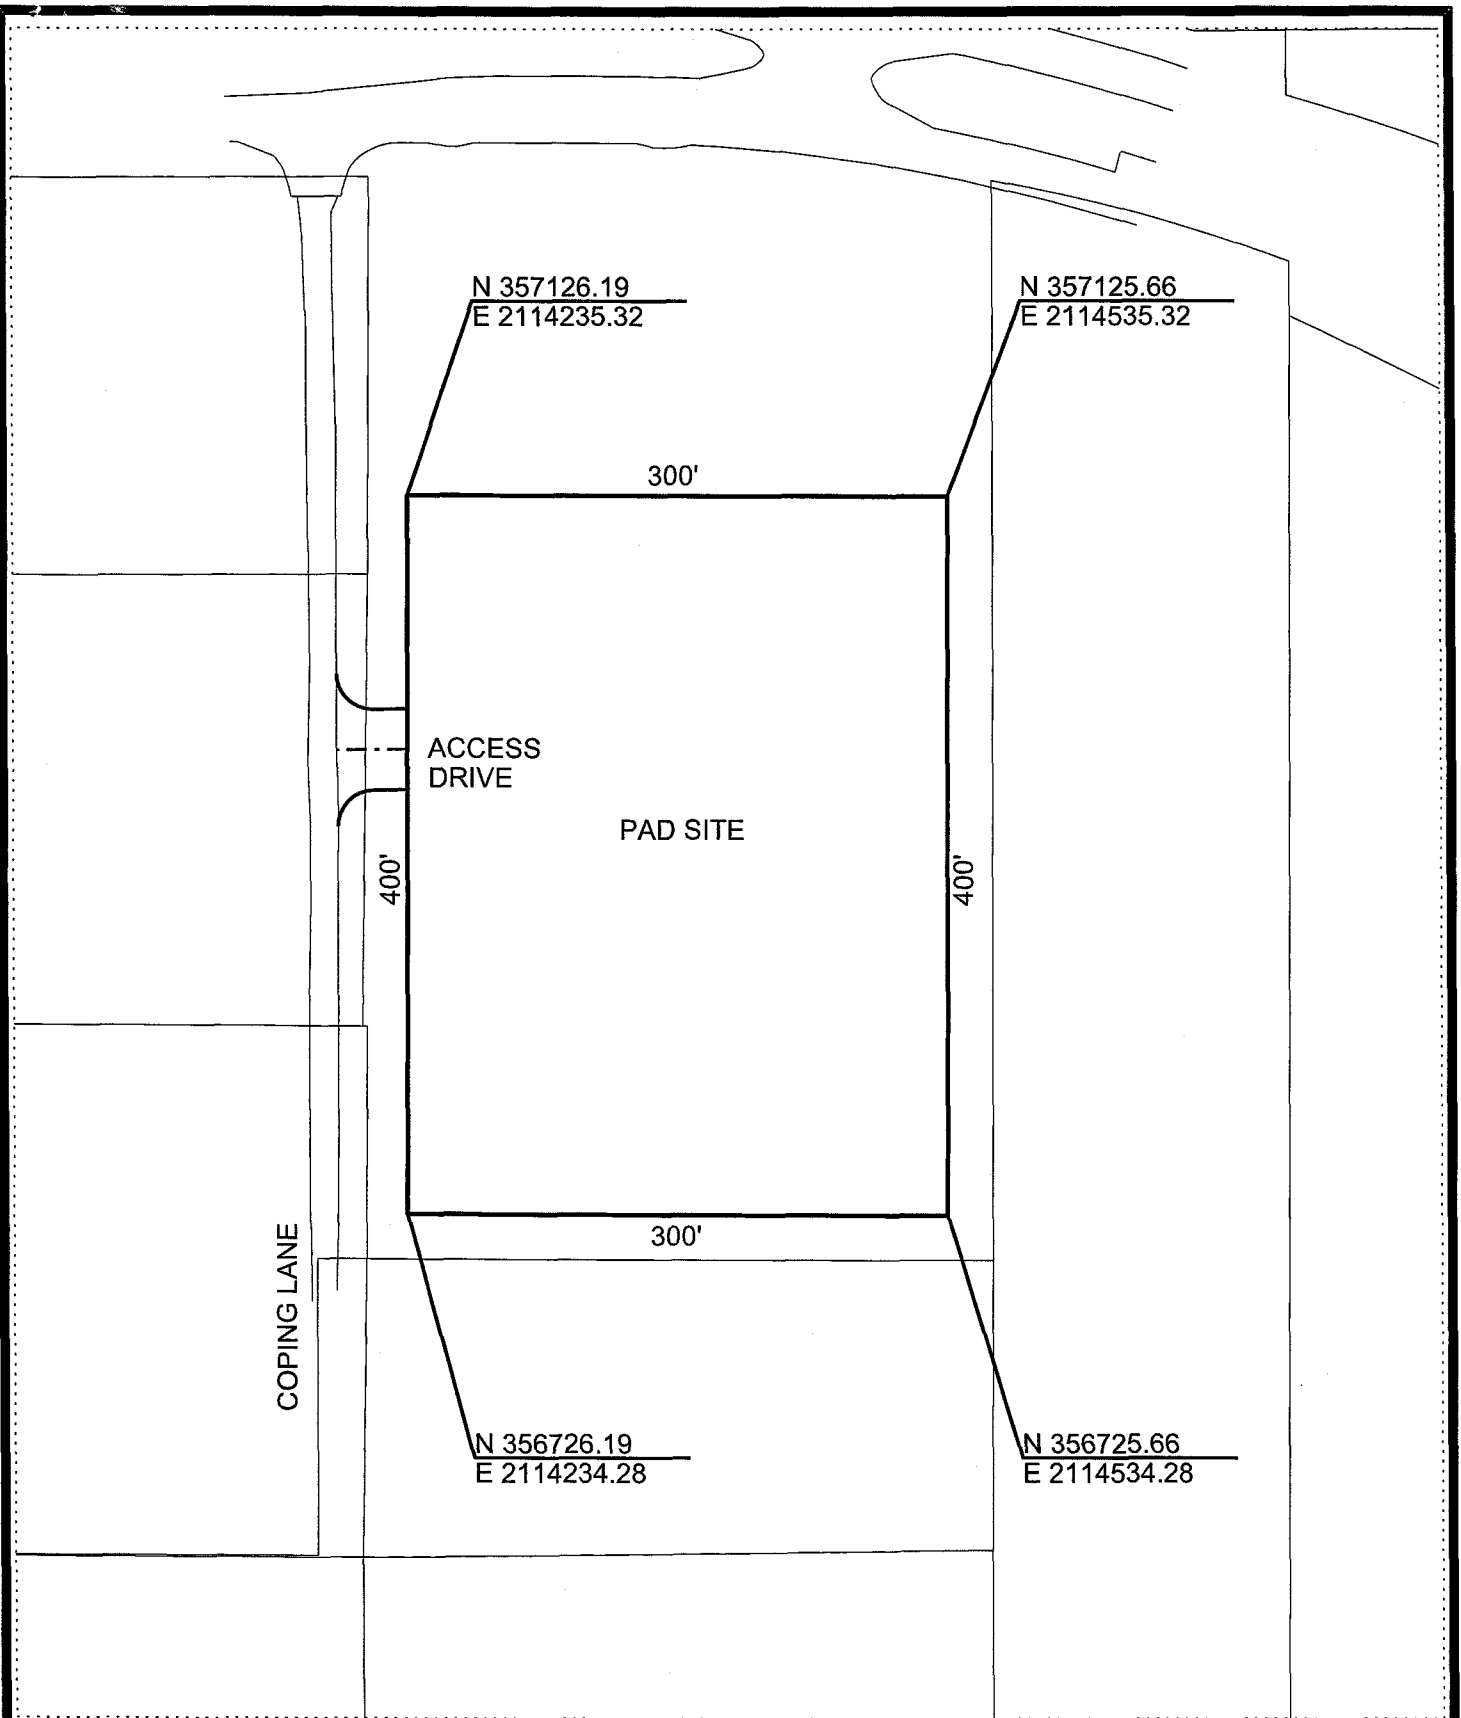 N 357126.19
E 2114235.32
N 357125.66
E 2114535.32
300'
ACCESS
DRIVE
PAD SITE
400'
400'
300'
COPING LANE
N 356726.19
E 2114234.28
N 356725.66
E 2114534.28